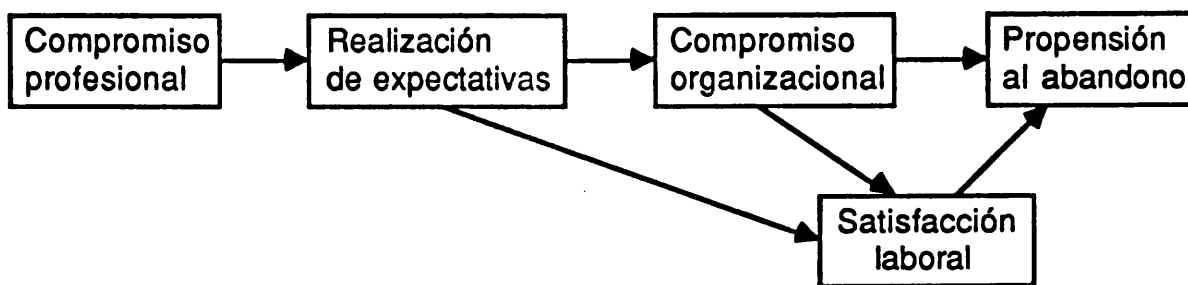 Compromiso
profesional
Realización
de expectativas
Compromiso
organizacional
Propensión
al abandono
Satisfacción
laboral